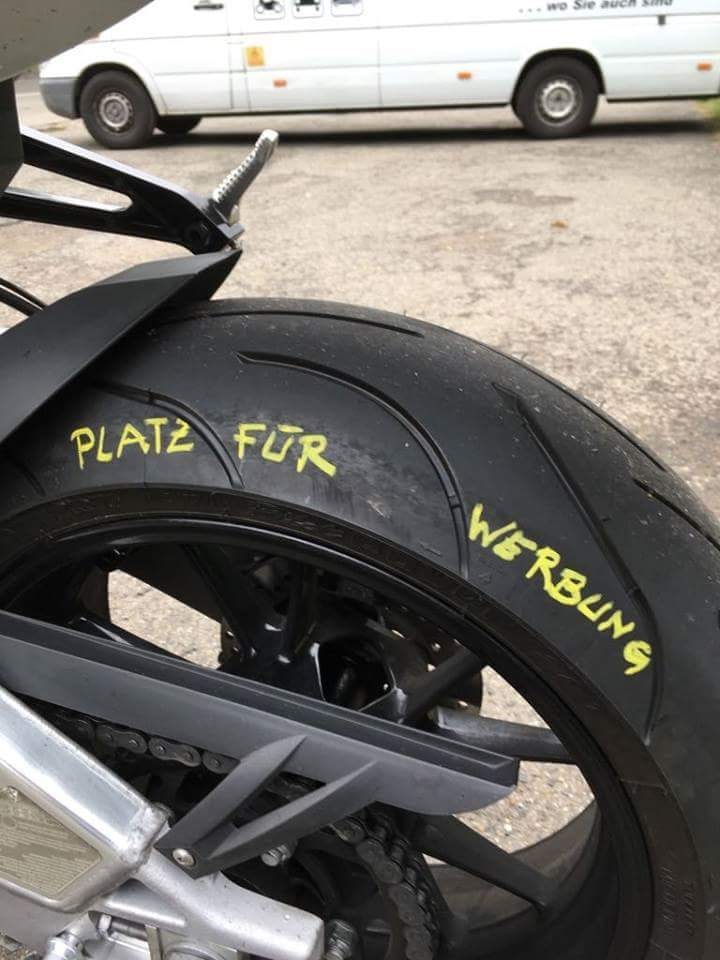 ... wo Sie auch sind
PLATZ FÜR
WERBUNG